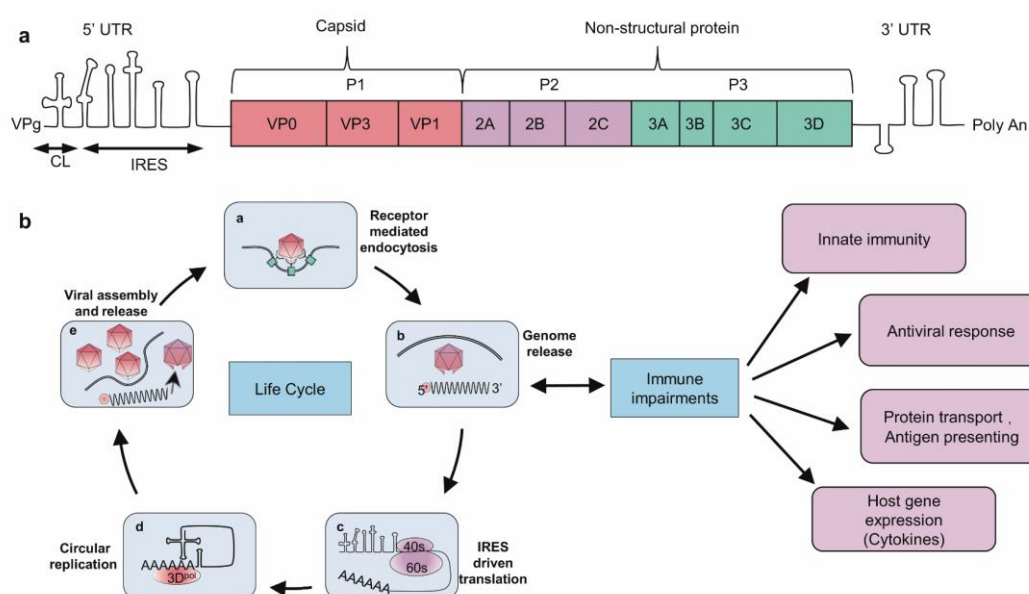 a
5' UTR
Capsid
Non-structural protein
3' UTR
P1
P2
P3
VPg
VP0
VP3
VP1
2A
2B
2C
3A
3B
3C
3D
Poly An
CL
IRES
b
a
Receptor
mediated
endocytosis
Viral assembly
and release
e
b
5'
3'
Genome
release
Life Cycle
Immune
impairments
Innate immunity
Antiviral response
Protein transport ,
Antigen presenting
Host gene
expression
(Cytokines)
d
AAAAAA
3Dpol
Circular
replication
c
40s
60s
AAAAAA
IRES
driven
translation